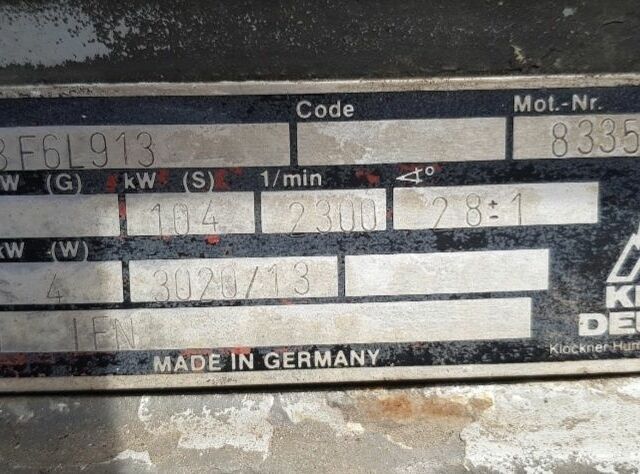 Code Mot.-Nr.
F6L913 8335
W (G) kW (S) 1/min ∢°
104 2300 28±1
kW (W)
4 3020/13
IFN
MADE IN GERMANY
Klöckner Hum